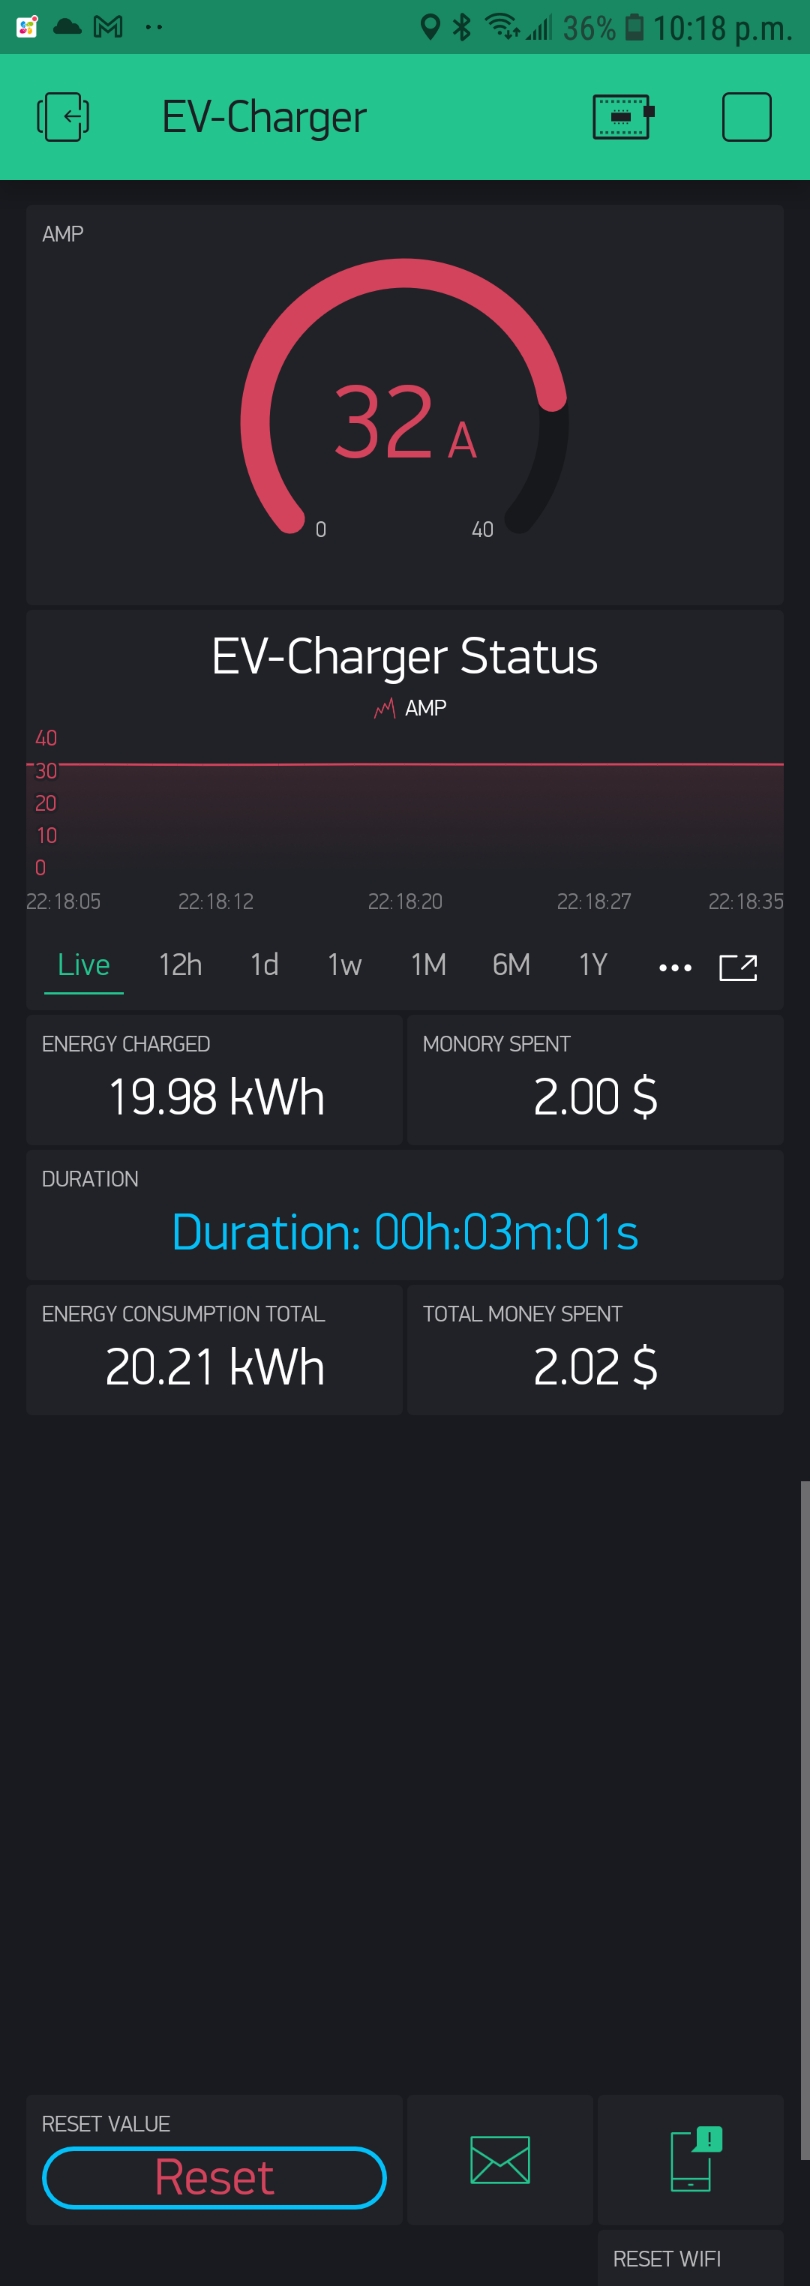 36% 10:18 p.m.
EV-Charger
AMP
32 A
0 40
EV-Charger Status
AMP
40
30
20
10
0
22:18:05 22:18:12 22:18:20 22:18:27 22:18:35
Live 12h 1d 1w 1M 6M 1Y
ENERGY CHARGED MONORY SPENT
19.98 kWh 2.00 $
DURATION
Duration: 00h:03m:01s
ENERGY CONSUMPTION TOTAL TOTAL MONEY SPENT
20.21 kWh 2.02 $
RESET VALUE
Reset
RESET WIFI